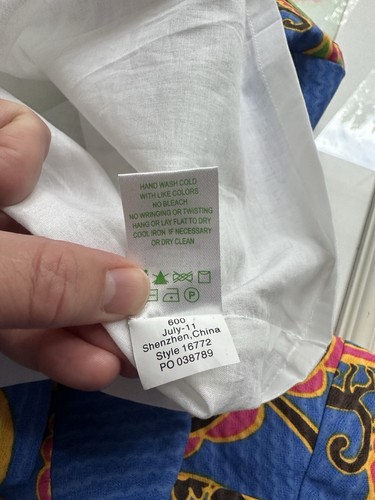 HAND WASH COLD
WITH LIKE COLORS
NO BLEACH
NO WRINGING OR TWISTING
HANG OR LAY FLAT TO DRY
COOL IRON IF NECESSARY
OR DRY CLEAN
P
600
July-11
Shenzhen,China
Style 16772
PO 038789